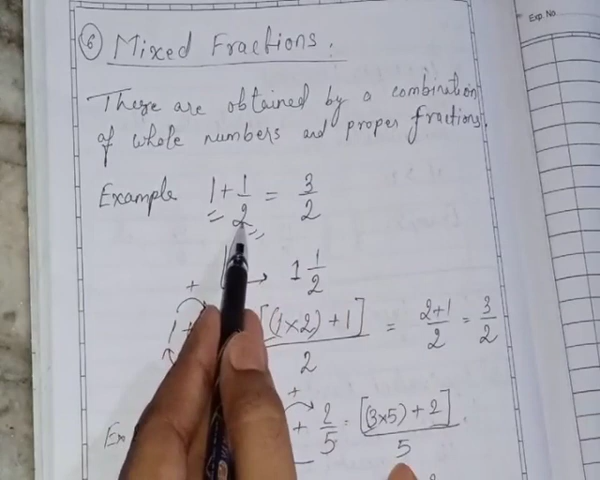 Exp No.
⑥ Mixed Fractions :
These are obtained by a combination
of whole numbers and proper fractions.
Example 1 + 1/2 = 3/2
+ → 1 1/2
1 + [(1×2) + 1]/2 = 2+1/2 = 3/2
Ex + 2/5 = [(3×5) + 2]/5